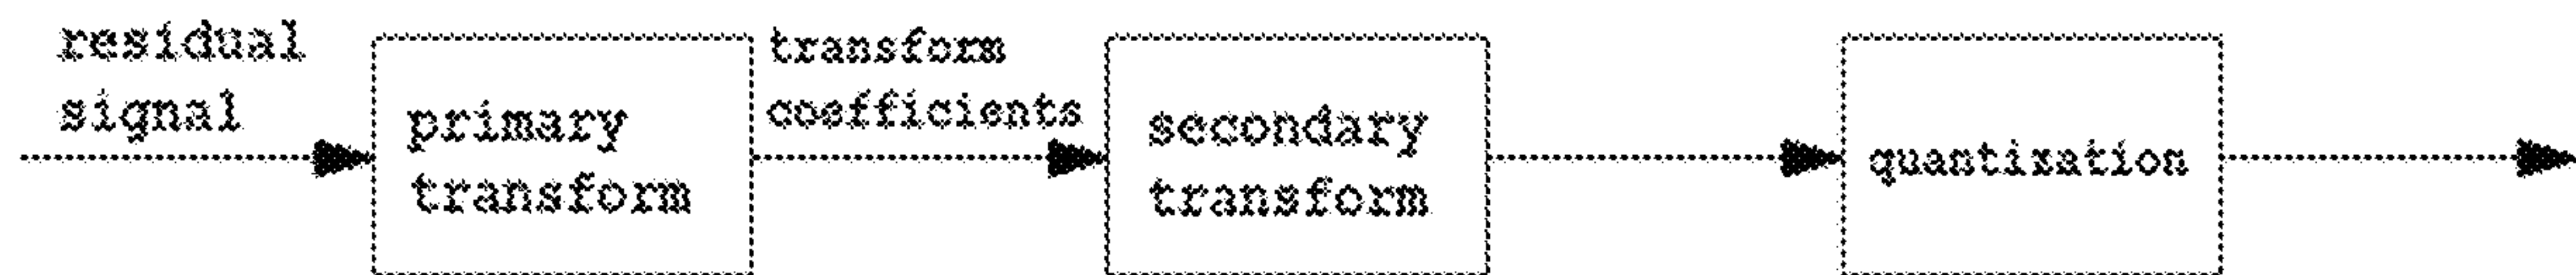 residual
signal
primary
transform
transform
coefficients
secondary
transform
quantization